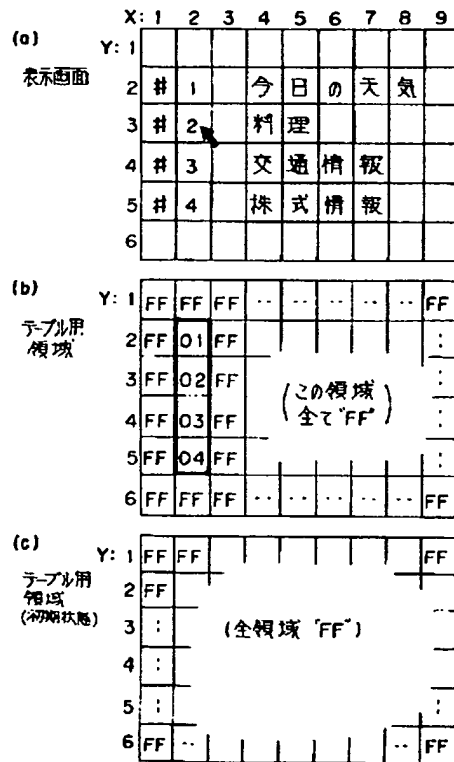 X: 1 2 3 4 5 6 7 8 9
(a) Y: 1
表示画面
2 # 1 今日の天気
3 # 2 料理
4 # 3 交通情報
5 # 4 株式情報
6
(b) Y: 1 FF FF FF ‥ ‥ ‥ ‥ ‥ FF
テーブル用
領域
2 FF 01 FF :
3 FF 02 FF :
(この領域
全て"FF")
4 FF 03 FF :
5 FF 04 FF :
6 FF FF FF ‥ ‥ ‥ ‥ ‥ FF
(c) Y: 1 FF FF FF
テーブル用
領域
(初期状態)
2 FF :
3 : (全領域 "FF") :
4 : :
5 : :
6 FF ‥ ‥ FF